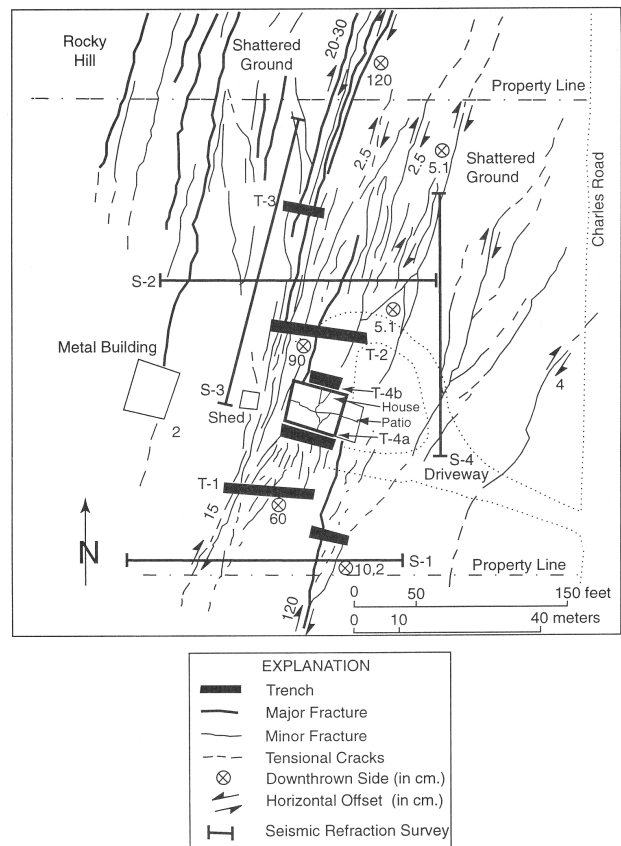 Rocky
Hill
Shattered
Ground
20-30
120
Property Line
2.5
2.5
5.1
Shattered
Ground
Charles Road
T-3
S-2
5.1
T-2
90
Metal Building
S-3
Shed
T-4b
House
Patio
T-4a
4
2
S-4
Driveway
T-1
60
15
N
S-1
10,2
Property Line
120
0 50 150 feet
0 10 40 meters
EXPLANATION
Trench
Major Fracture
Minor Fracture
Tensional Cracks
Downthrown Side (in cm.)
Horizontal Offset (in cm.)
Seismic Refraction Survey